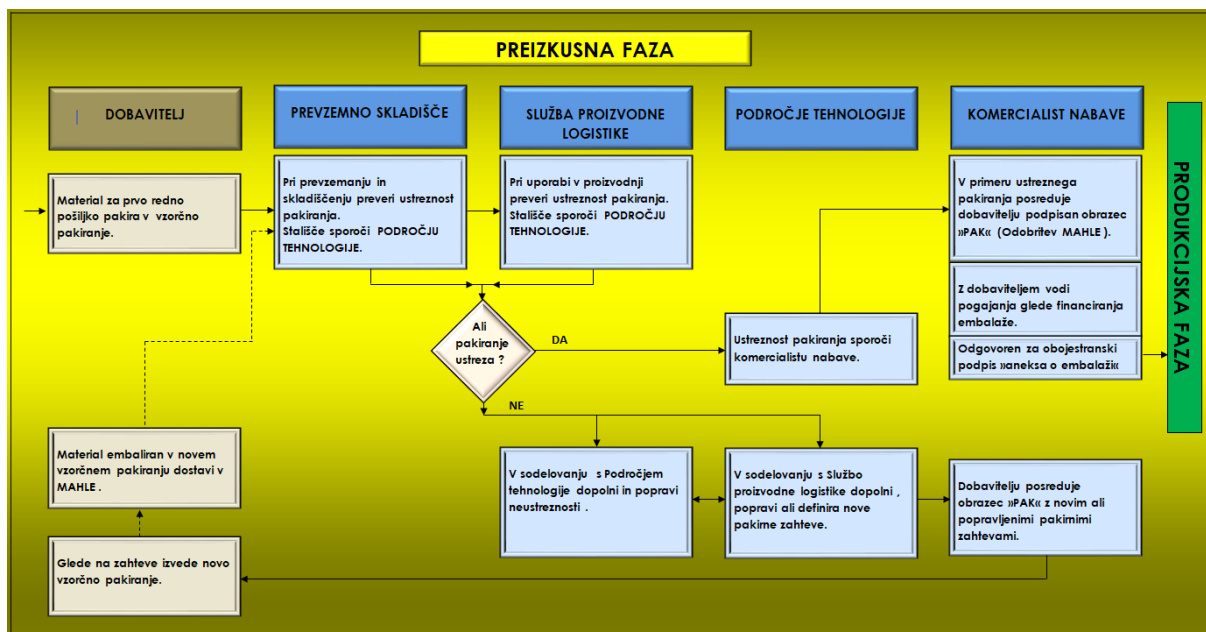 PREIZKUSNA FAZA
DOBAVITELJ
PREVZEMNO SKLADIŠČE
SLUŽBA PROIZVODNE
LOGISTIKE
PODROČJE TEHNOLOGIJE
KOMERCIALIST NABAVE
Material za prvo redno
pošiljko pakira v vzorčno
pakiranje.
Pri prevzemanju in
skladiščenju preveri ustreznost
pakiranja.
Stališče sporoči PODROČJU
TEHNOLOGIJE.
Pri uporabi v proizvodnji
preveri ustreznost pakiranja.
Stališče sporoči PODROČJU
TEHNOLOGIJE.
V primeru ustreznega
pakiranja posreduje
dobavitelju podpisan obrazec
»PAK« (Odobritev MAHLE ).
Z dobaviteljem vodi
pogajanja glede financiranja
embalaže.
Odgovoren za obojestranski
podpis »aneksa o embalaži«
PRODUKCIJSKA FAZA
Ali
pakiranje
ustreza ?
DA
Ustreznost pakiranja sporoči
komercialistu nabave.
NE
Material embaliran v novem
vzorčnem pakiranju dostavi v
MAHLE .
V sodelovanju s Področjem
tehnologije dopolni in popravi
neustreznosti .
V sodelovanju s Službo
proizvodne logistike dopolni ,
popravi ali definira nove
pakirne zahteve.
Dobavitelju posreduje
obrazec »PAK« z novim ali
popravljenimi pakirnimi
zahtevami.
Glede na zahteve izvede novo
vzorčno pakiranje.